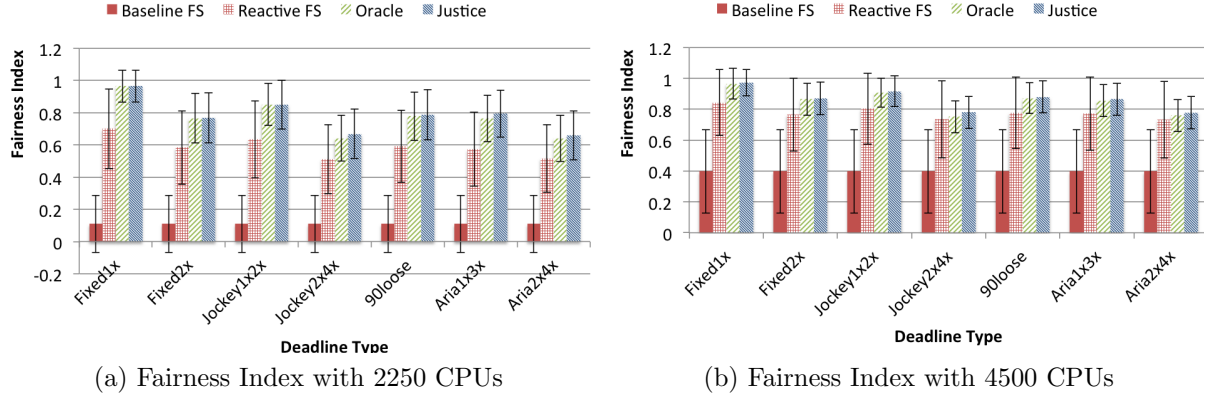 Baseline FS Reactive FS Oracle Justice
1.2
1
0.8
0.6
0.4
0.2
0
-0.2
Fairness Index
Fixed1x Fixed2x Jockey1x2x Jockey2x4x 90loose Aria1x3x Aria2x4x
Deadline Type
(a) Fairness Index with 2250 CPUs
Baseline FS Reactive FS Oracle Justice
1.2
1
0.8
0.6
0.4
0.2
0
Fairness Index
Fixed1x Fixed2x Jockey1x2x Jockey2x4x 90loose Aria1x3x Aria2x4x
Deadline Type
(b) Fairness Index with 4500 CPUs